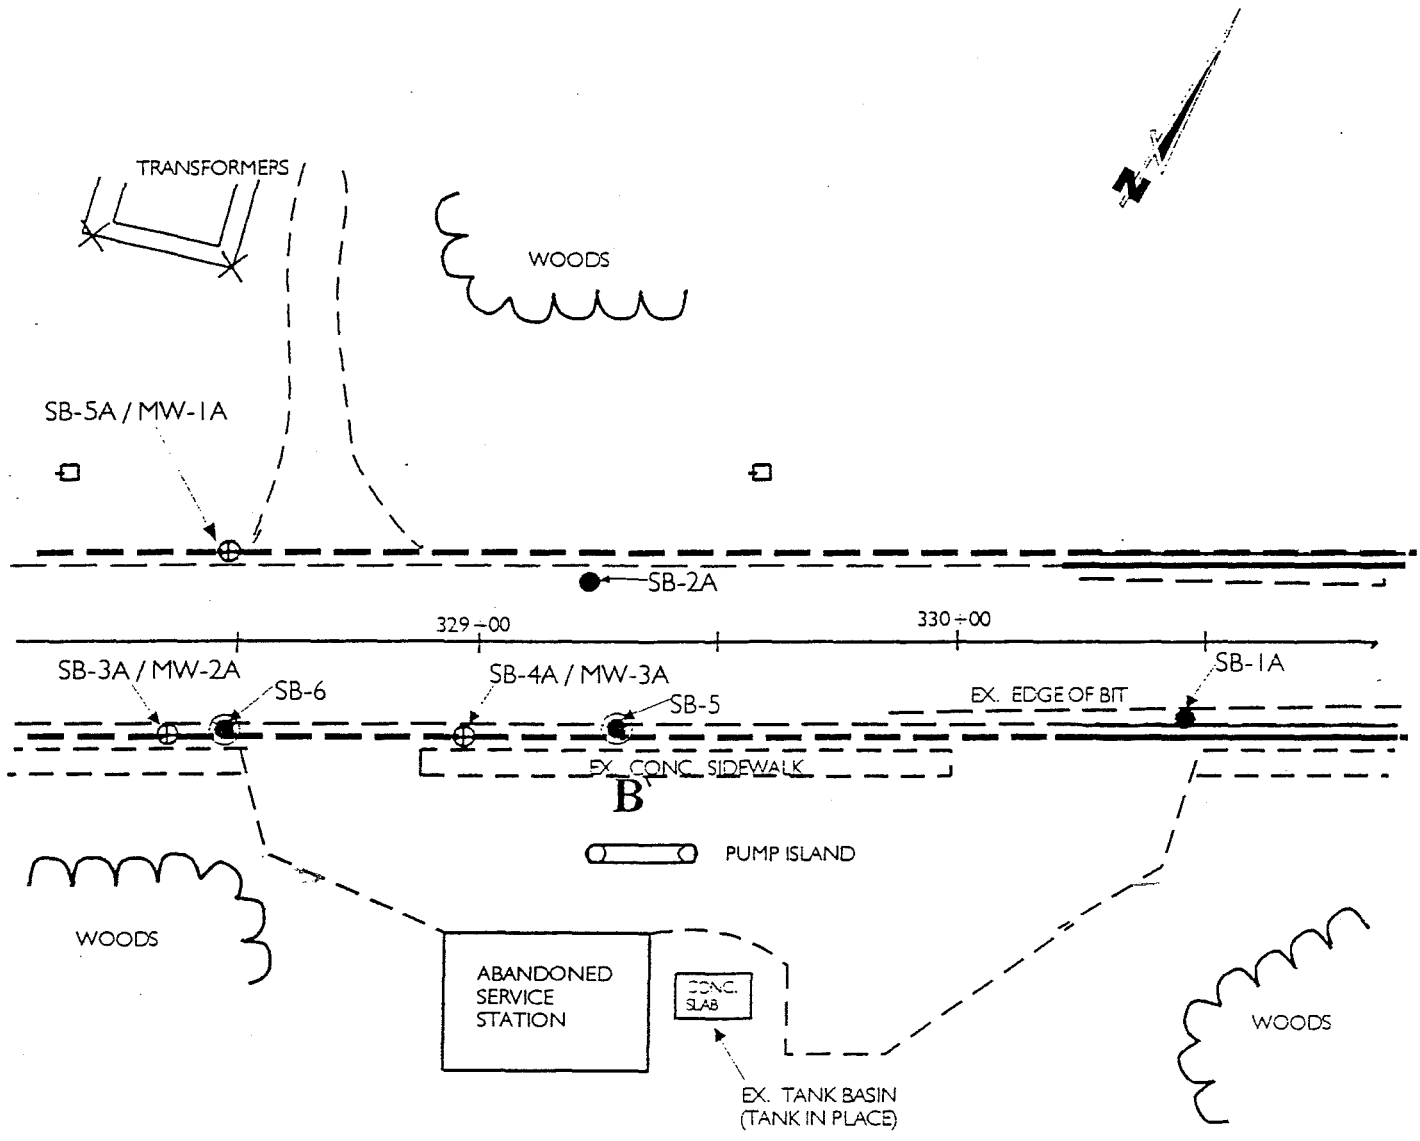 N
TRANSFORMERS
WOODS
SB-5A / MW-1A
SB-2A
329+00
330+00
SB-3A / MW-2A
SB-6
SB-4A / MW-3A
SB-5
SB-1A
EX. EDGE OF BIT
EX. CONC. SIDEWALK
B
PUMP ISLAND
WOODS
ABANDONED
SERVICE
STATION
CONC.
SLAB
WOODS
EX. TANK BASIN
(TANK IN PLACE)